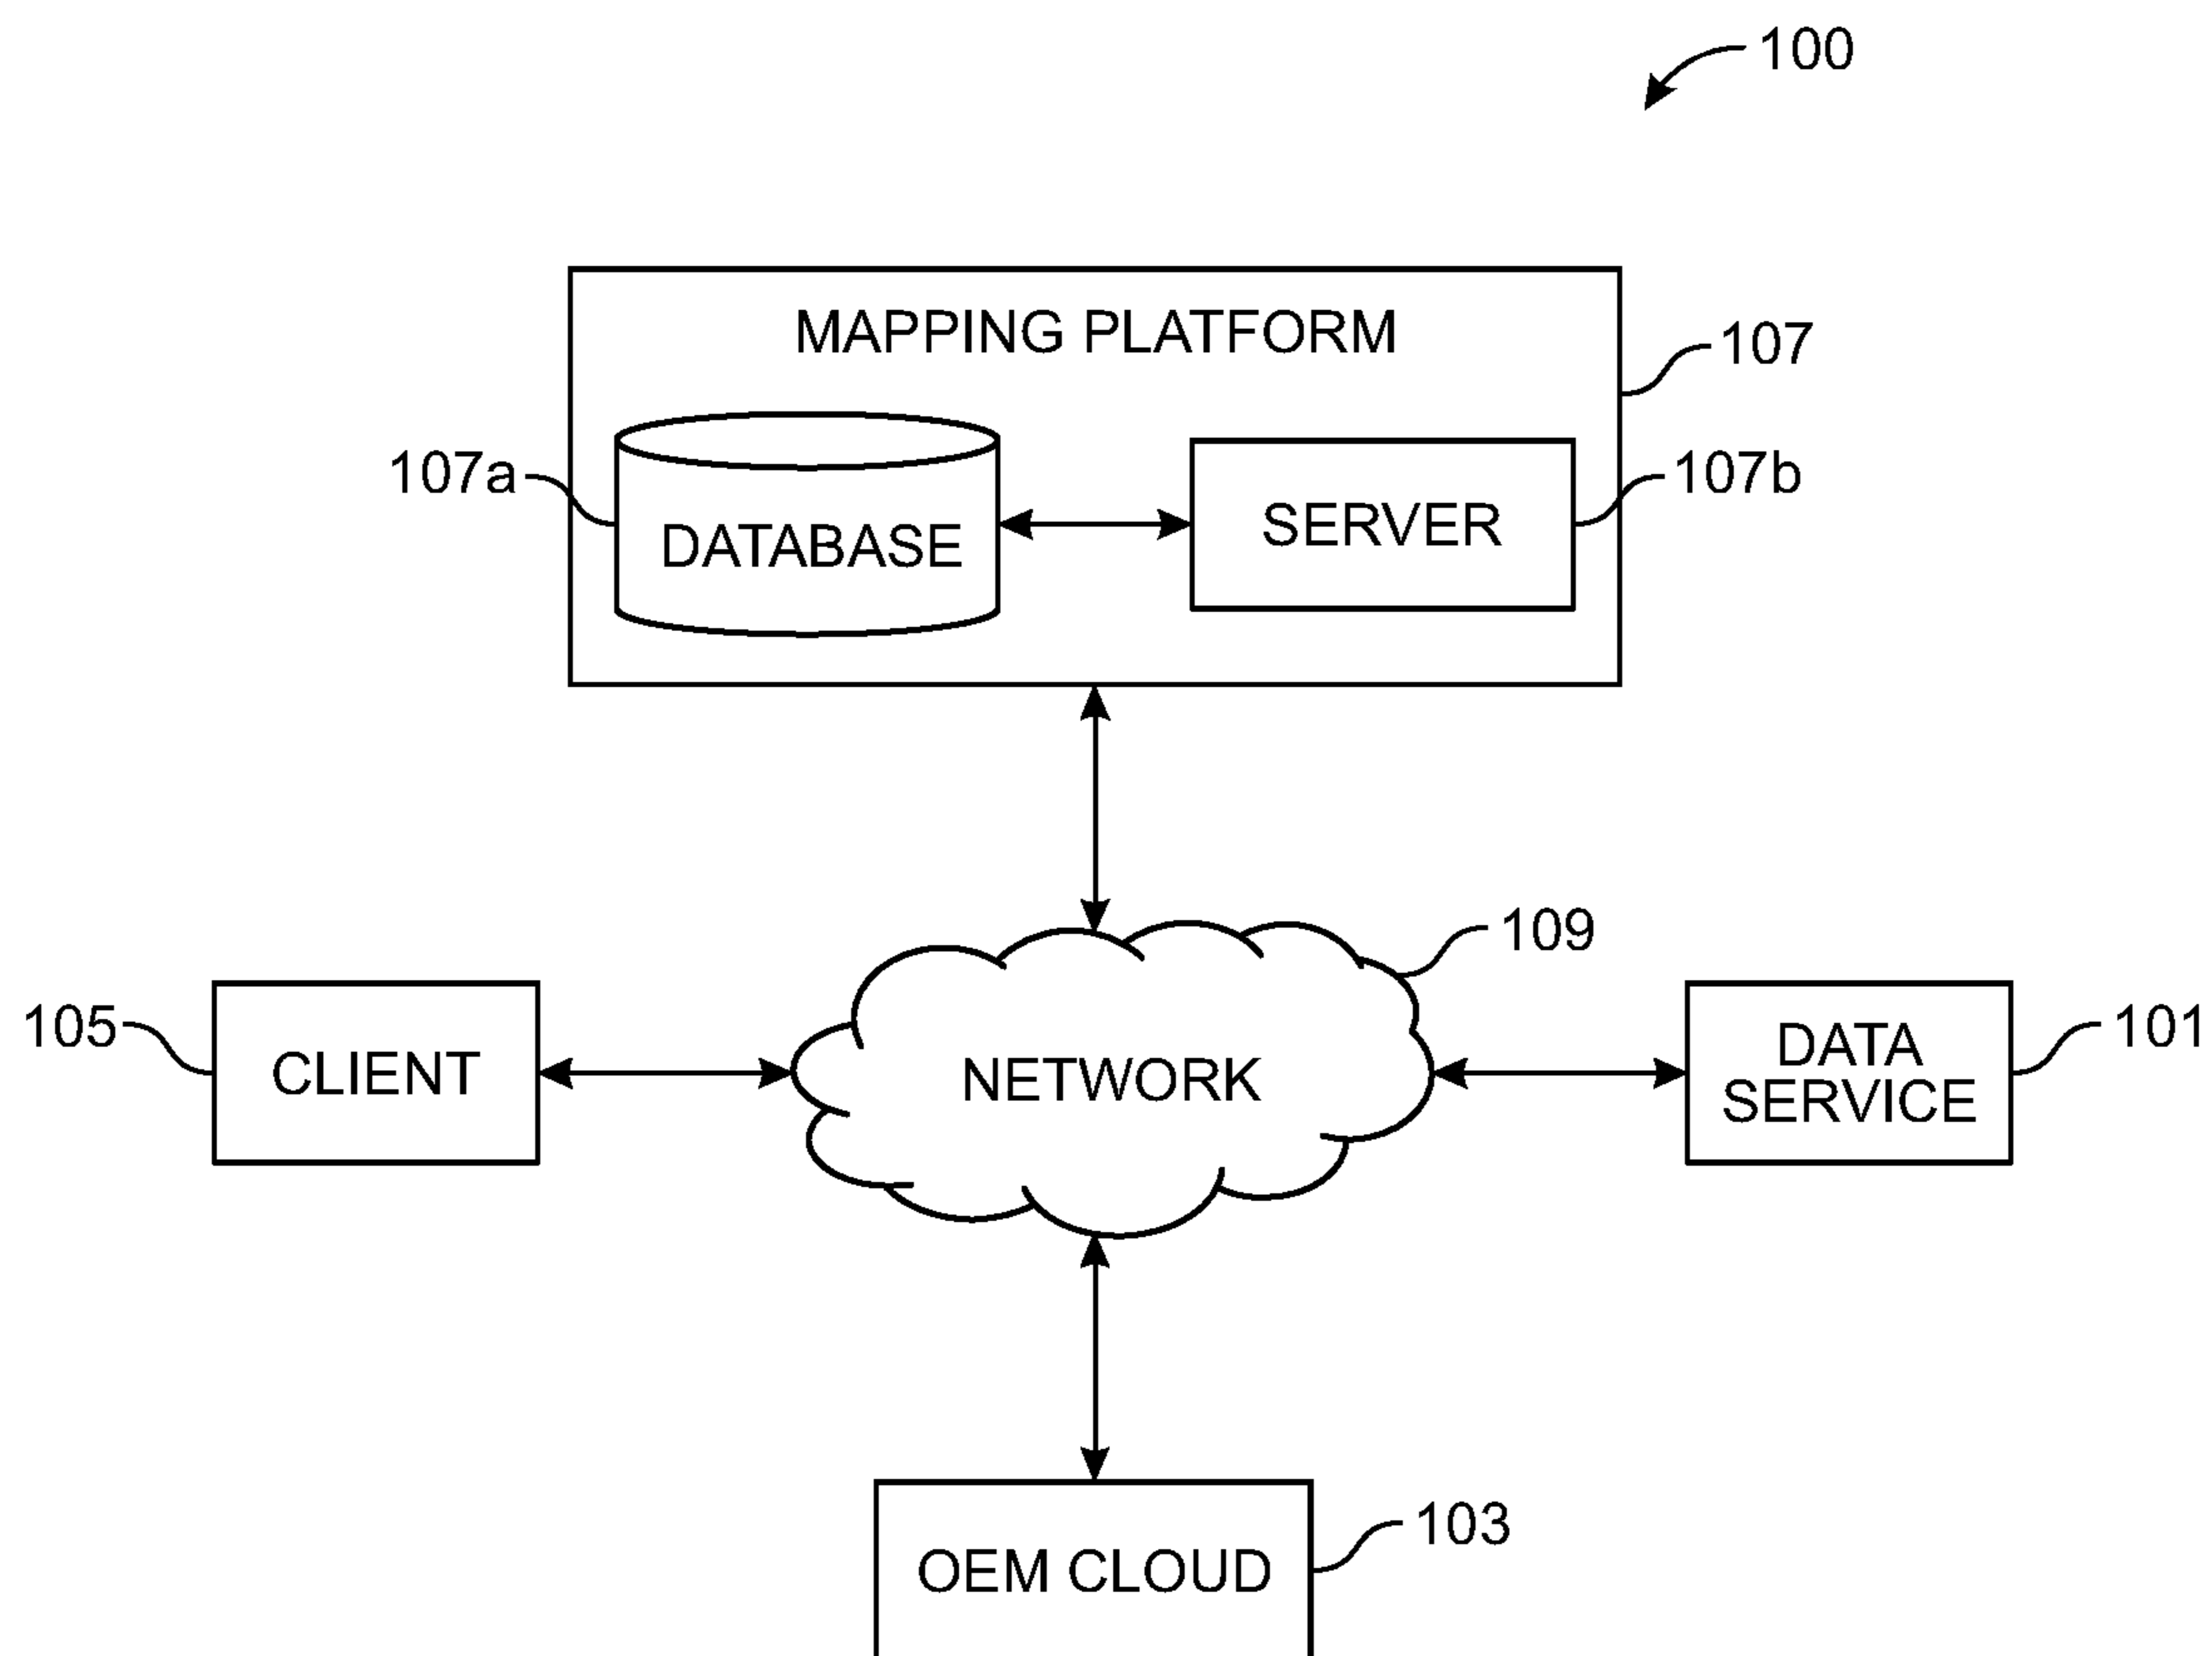 100
MAPPING PLATFORM
107
107a
DATABASE
SERVER
107b
109
105
CLIENT
NETWORK
DATA
SERVICE
101
OEM CLOUD
103